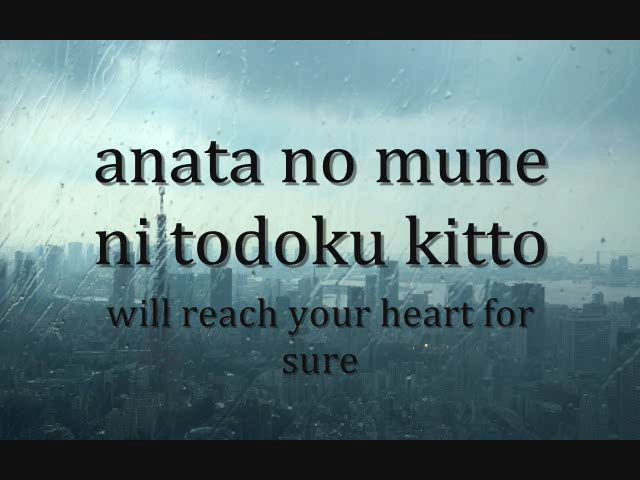 anata no mune
ni todoku kitto
will reach your heart for
sure